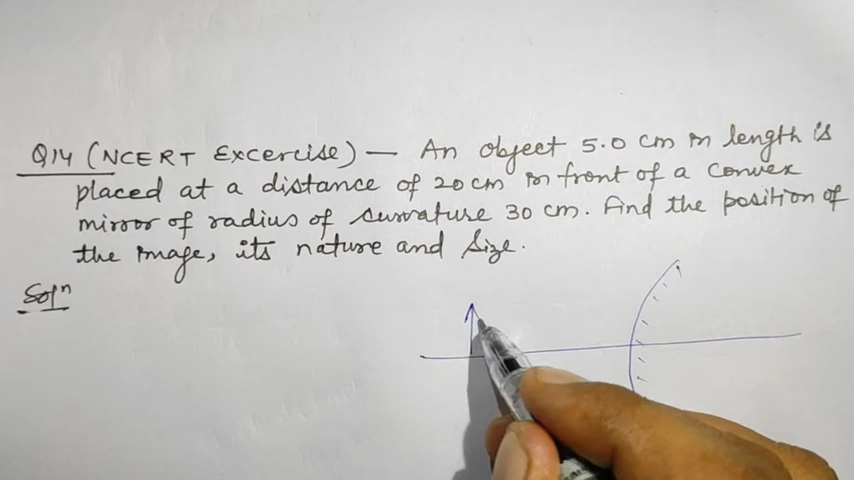 Q14 (NCERT Excercise) — An object 5.0 cm in length is
placed at a distance of 20 cm in front of a convex
mirror of radius of curvature 30 cm. Find the position of
the image, its nature and Size.
Solⁿ